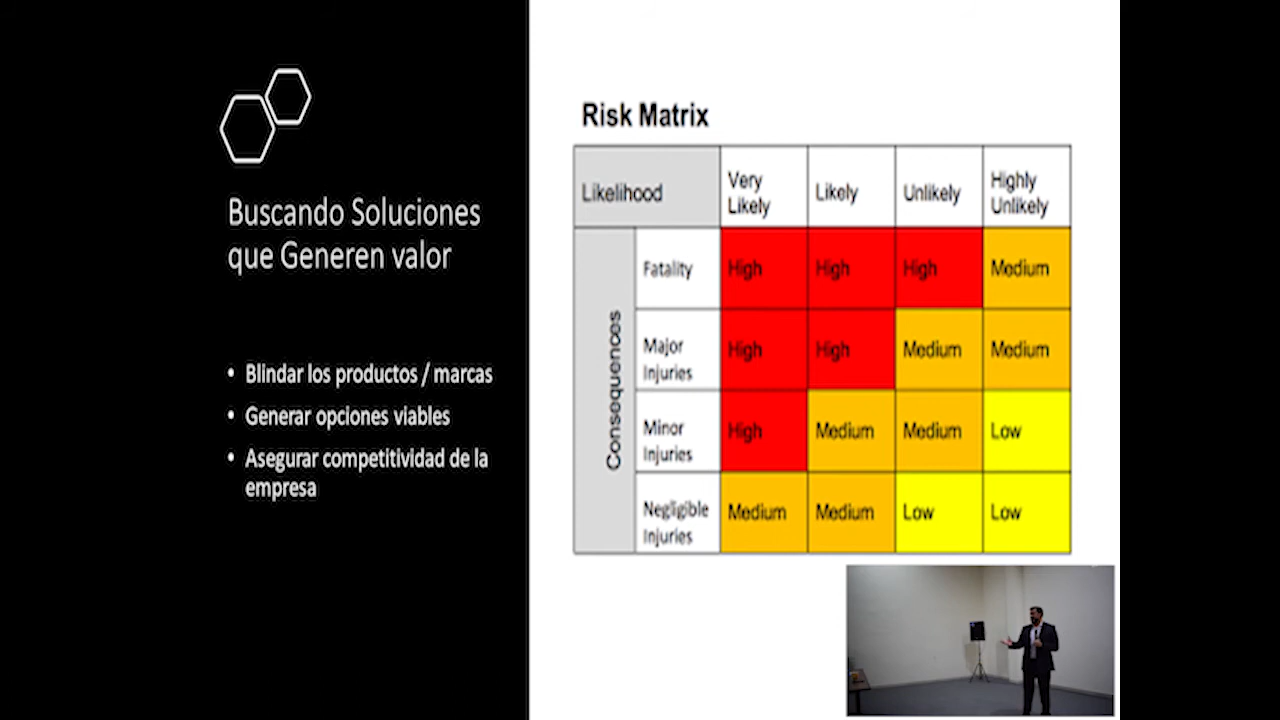 Buscando Soluciones
que Generen valor
• Blindar los productos / marcas
• Generar opciones viables
• Asegurar competitividad de la
empresa
Risk Matrix
Likelihood
Very
Likely
Likely
Unlikely
Highly
Unlikely
Consequences
Fatality
High
High
High
Medium
Major
Injuries
High
High
Medium
Medium
Minor
Injuries
High
Medium
Medium
Low
Negligible
Injuries
Medium
Medium
Low
Low